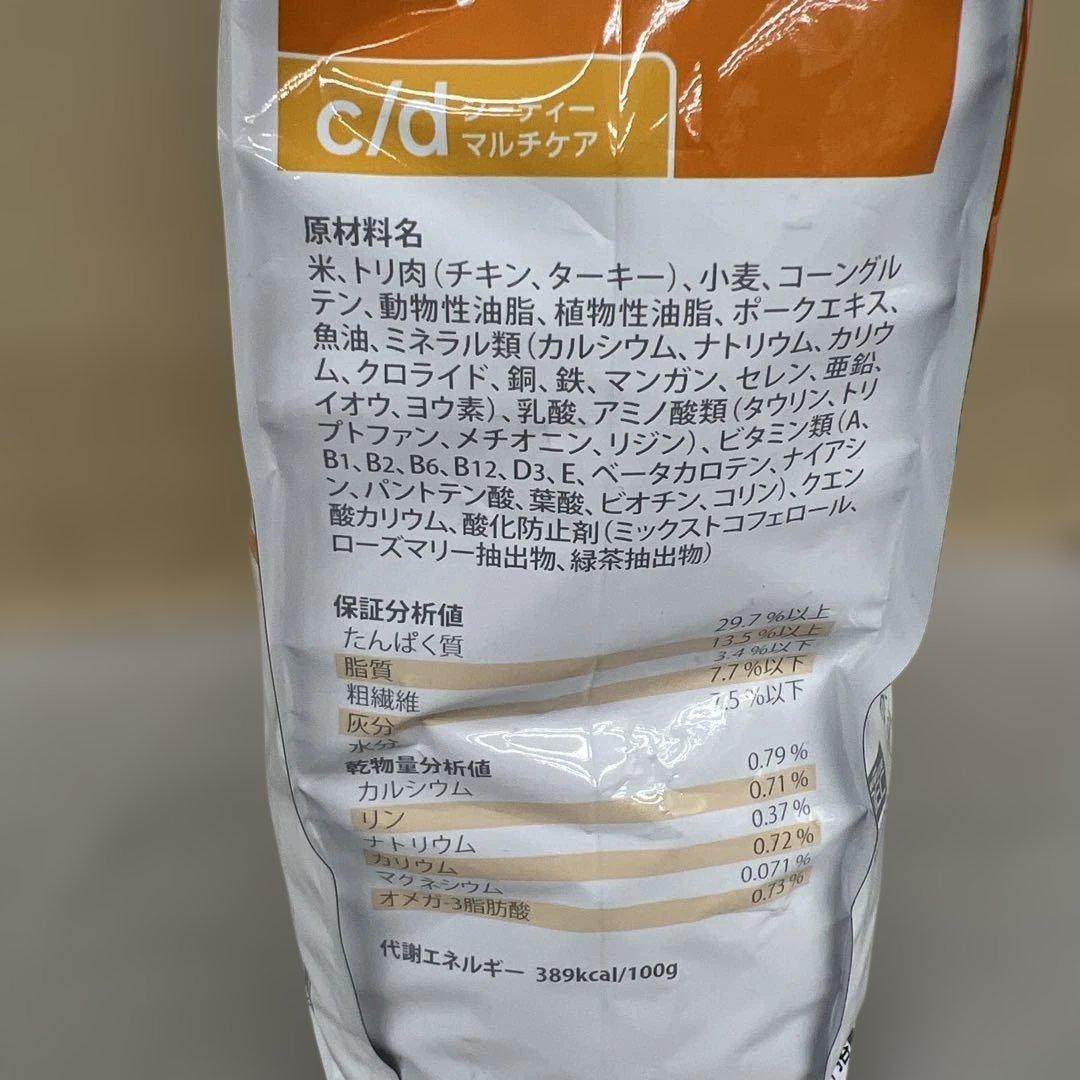 c/d シーディー
マルチケア
原材料名
米、トリ肉（チキン、ターキー）、小麦、コーングル
テン、動物性油脂、植物性油脂、ポークエキス、
魚油、ミネラル類（カルシウム、ナトリウム、カリウ
ム、クロライド、銅、鉄、マンガン、セレン、亜鉛、
イオウ、ヨウ素）、乳酸、アミノ酸類（タウリン、トリ
プトファン、メチオニン、リジン）、ビタミン類（A、
B1、B2、B6、B12、D3、E、ベータカロテン、ナイアシ
ン、パントテン酸、葉酸、ビオチン、コリン）、クエン
酸カリウム、酸化防止剤（ミックストコフェロール、
ローズマリー抽出物、緑茶抽出物）
保証分析値
たんぱく質 29.7%以上
脂質 13.5%以上
粗繊維 3.4%以下
灰分 7.7%以下
水分 7.5%以下
乾物量分析値
カルシウム 0.79%
リン 0.71%
ナトリウム 0.37%
カリウム 0.72%
マグネシウム 0.071%
オメガ-3脂肪酸 0.73%
代謝エネルギー 389kcal/100g